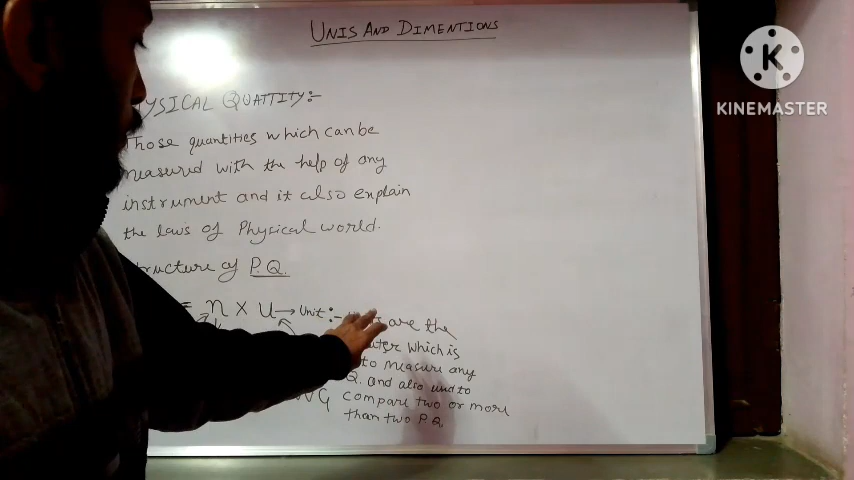 UNIS AND DIMENTIONS
K
KINEMASTER
YSICAL QUATTITY:-
Those quantities which can be
measured with the help of any
instrument and it also explain
the laws of Physical world.
tructure of P.Q.
= n × u → Unit :- are the
which is
to measure any
Q. and also und to
compare two or more
than two P.Q.